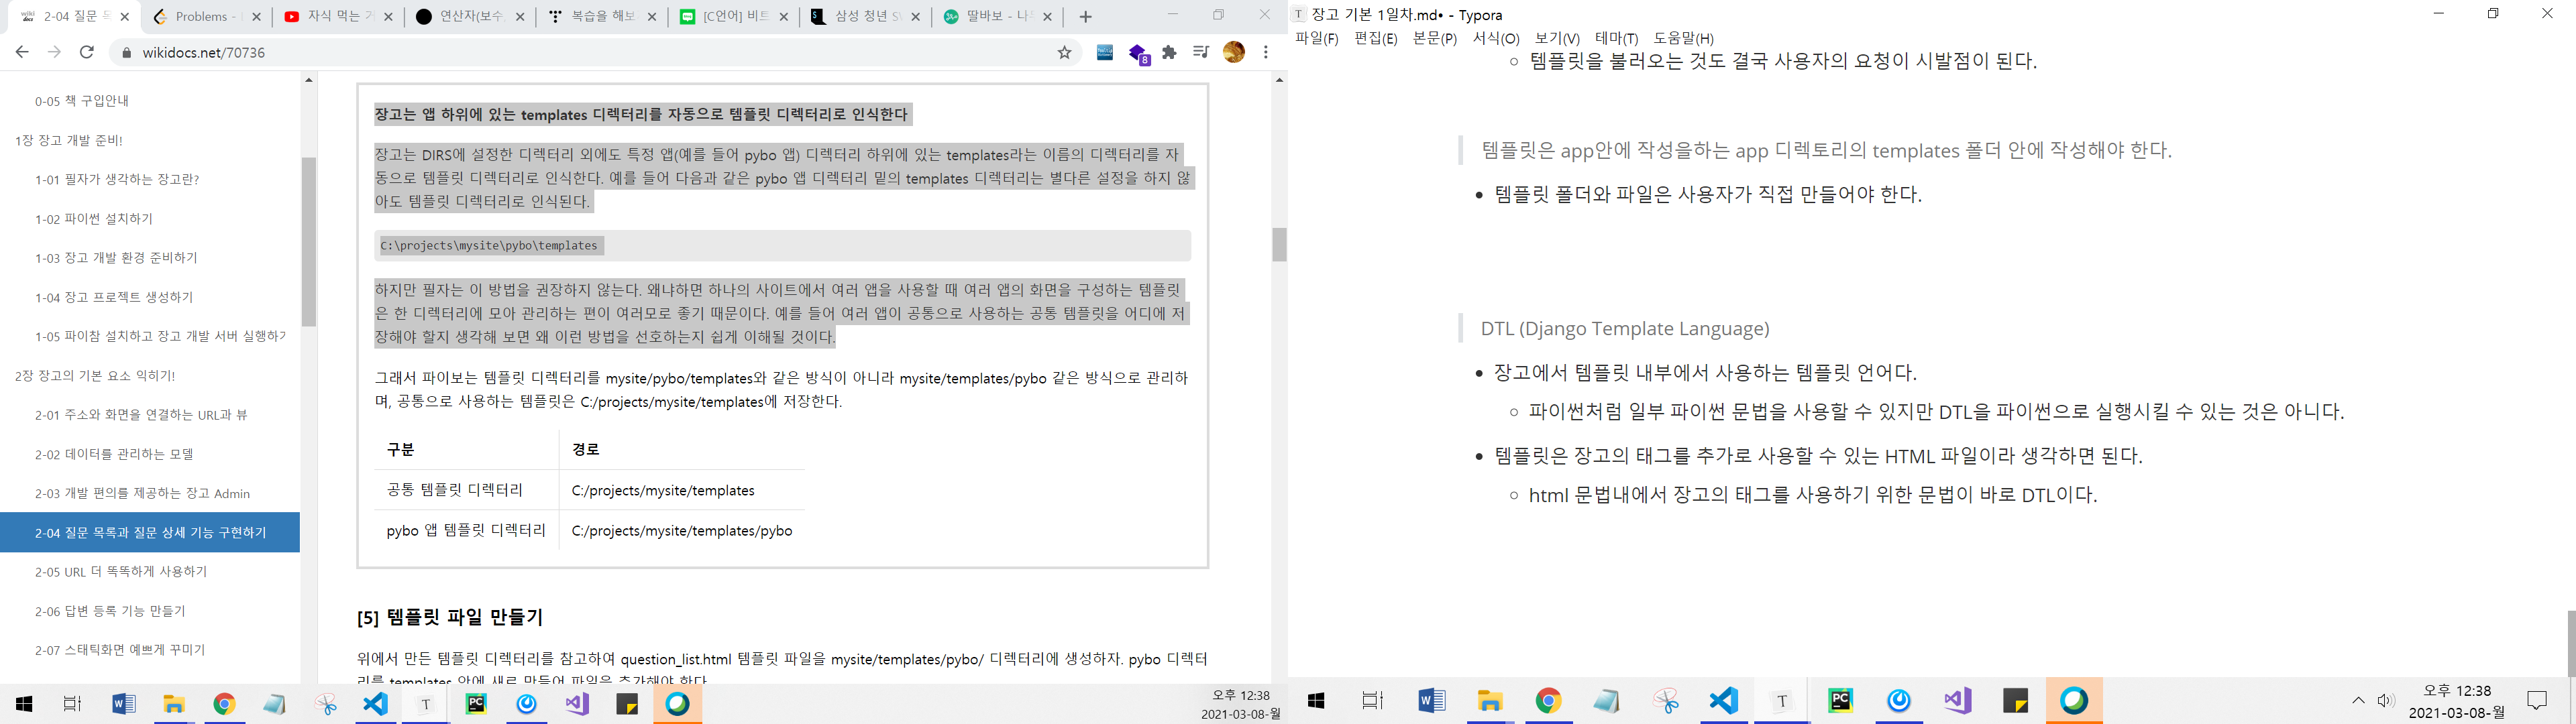 2-04 질문 목
Problems -
자식 먹는 거
연산자(보수,
복습을 해보
[C언어] 비트
삼성 청년 SV
딸바보 - 나
wikidocs.net/70736
8
0-05 책 구입안내
1장 장고 개발 준비!
1-01 필자가 생각하는 장고란?
1-02 파이썬 설치하기
1-03 장고 개발 환경 준비하기
1-04 장고 프로젝트 생성하기
1-05 파이참 설치하고 장고 개발 서버 실행하기
2장 장고의 기본 요소 익히기!
2-01 주소와 화면을 연결하는 URL과 뷰
2-02 데이터를 관리하는 모델
2-03 개발 편의를 제공하는 장고 Admin
2-04 질문 목록과 질문 상세 기능 구현하기
2-05 URL 더 똑똑하게 사용하기
2-06 답변 등록 기능 만들기
2-07 스태틱화면 예쁘게 꾸미기
장고는 앱 하위에 있는 templates 디렉터리를 자동으로 템플릿 디렉터리로 인식한다
장고는 DIRS에 설정한 디렉터리 외에도 특정 앱(예를 들어 pybo 앱) 디렉터리 하위에 있는 templates라는 이름의 디렉터리를 자
동으로 템플릿 디렉터리로 인식한다. 예를 들어 다음과 같은 pybo 앱 디렉터리 밑의 templates 디렉터리는 별다른 설정을 하지 않
아도 템플릿 디렉터리로 인식된다.
C:\projects\mysite\pybo\templates
하지만 필자는 이 방법을 권장하지 않는다. 왜냐하면 하나의 사이트에서 여러 앱을 사용할 때 여러 앱의 화면을 구성하는 템플릿
은 한 디렉터리에 모아 관리하는 편이 여러모로 좋기 때문이다. 예를 들어 여러 앱이 공통으로 사용하는 공통 템플릿을 어디에 저
장해야 할지 생각해 보면 왜 이런 방법을 선호하는지 쉽게 이해될 것이다.
그래서 파이보는 템플릿 디렉터리를 mysite/pybo/templates와 같은 방식이 아니라 mysite/templates/pybo 같은 방식으로 관리하
며, 공통으로 사용하는 템플릿은 C:/projects/mysite/templates에 저장한다.
구분 경로
공통 템플릿 디렉터리 C:/projects/mysite/templates
pybo 앱 템플릿 디렉터리 C:/projects/mysite/templates/pybo
[5] 템플릿 파일 만들기
위에서 만든 템플릿 디렉터리를 참고하여 question_list.html 템플릿 파일을 mysite/templates/pybo/ 디렉터리에 생성하자. pybo 디렉터
리를 templates 안에 새로 만들어 파일을 추가해야 한다.
오후 12:38
2021-03-08-월
장고 기본 1일차.md• - Typora
파일(F) 편집(E) 본문(P) 서식(O) 보기(V) 테마(T) 도움말(H)
템플릿을 불러오는 것도 결국 사용자의 요청이 시발점이 된다.
템플릿은 app안에 작성을하는 app 디렉토리의 templates 폴더 안에 작성해야 한다.
템플릿 폴더와 파일은 사용자가 직접 만들어야 한다.
DTL (Django Template Language)
장고에서 템플릿 내부에서 사용하는 템플릿 언어다.
파이썬처럼 일부 파이썬 문법을 사용할 수 있지만 DTL을 파이썬으로 실행시킬 수 있는 것은 아니다.
템플릿은 장고의 태그를 추가로 사용할 수 있는 HTML 파일이라 생각하면 된다.
html 문법내에서 장고의 태그를 사용하기 위한 문법이 바로 DTL이다.
오후 12:38
2021-03-08-월